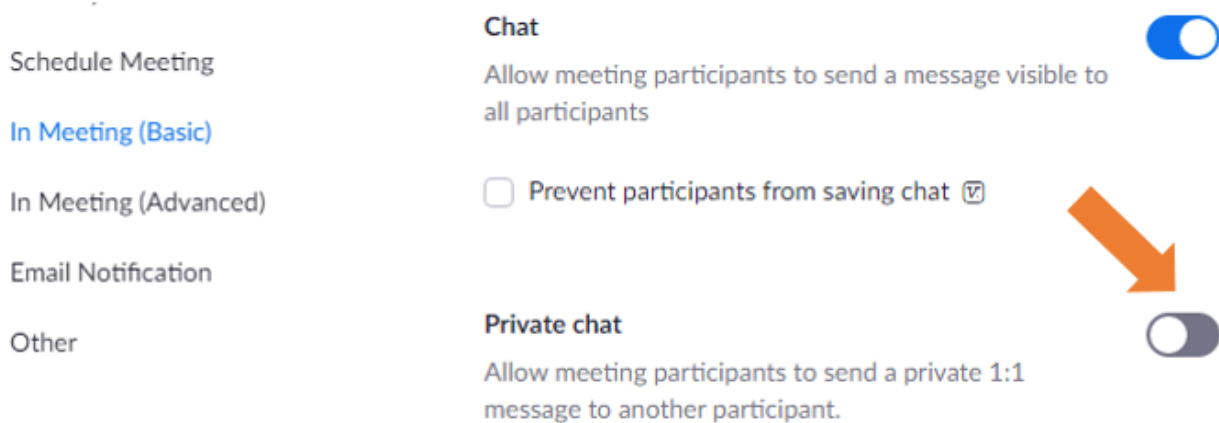 Schedule Meeting
In Meeting (Basic)
In Meeting (Advanced)
Email Notification
Other
Chat
Allow meeting participants to send a message visible to
all participants
Prevent participants from saving chat
Private chat
Allow meeting participants to send a private 1:1
message to another participant.